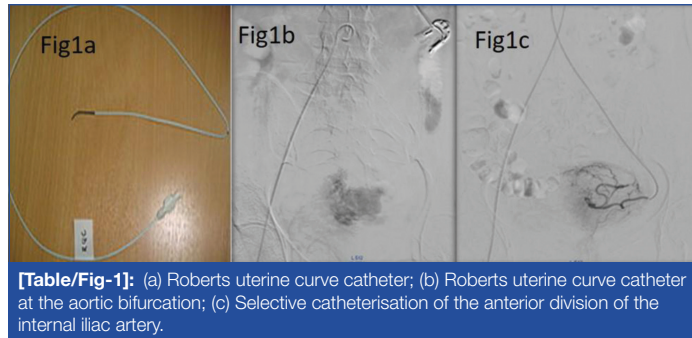 Fig1a
Fig1b
Fig1c
RUC
[Table/Fig-1]: (a) Roberts uterine curve catheter; (b) Roberts uterine curve catheter
at the aortic bifurcation; (c) Selective catheterisation of the anterior division of the
internal iliac artery.